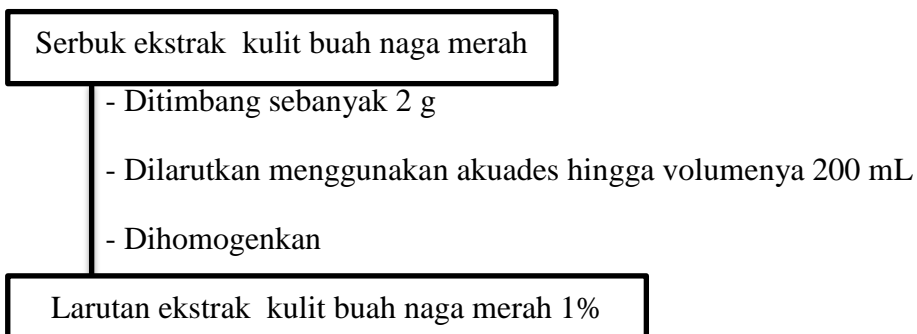 Serbuk ekstrak kulit buah naga merah
- Ditimbang sebanyak 2 g
- Dilarutkan menggunakan akuades hingga volumenya 200 mL
- Dihomogenkan
Larutan ekstrak kulit buah naga merah 1%